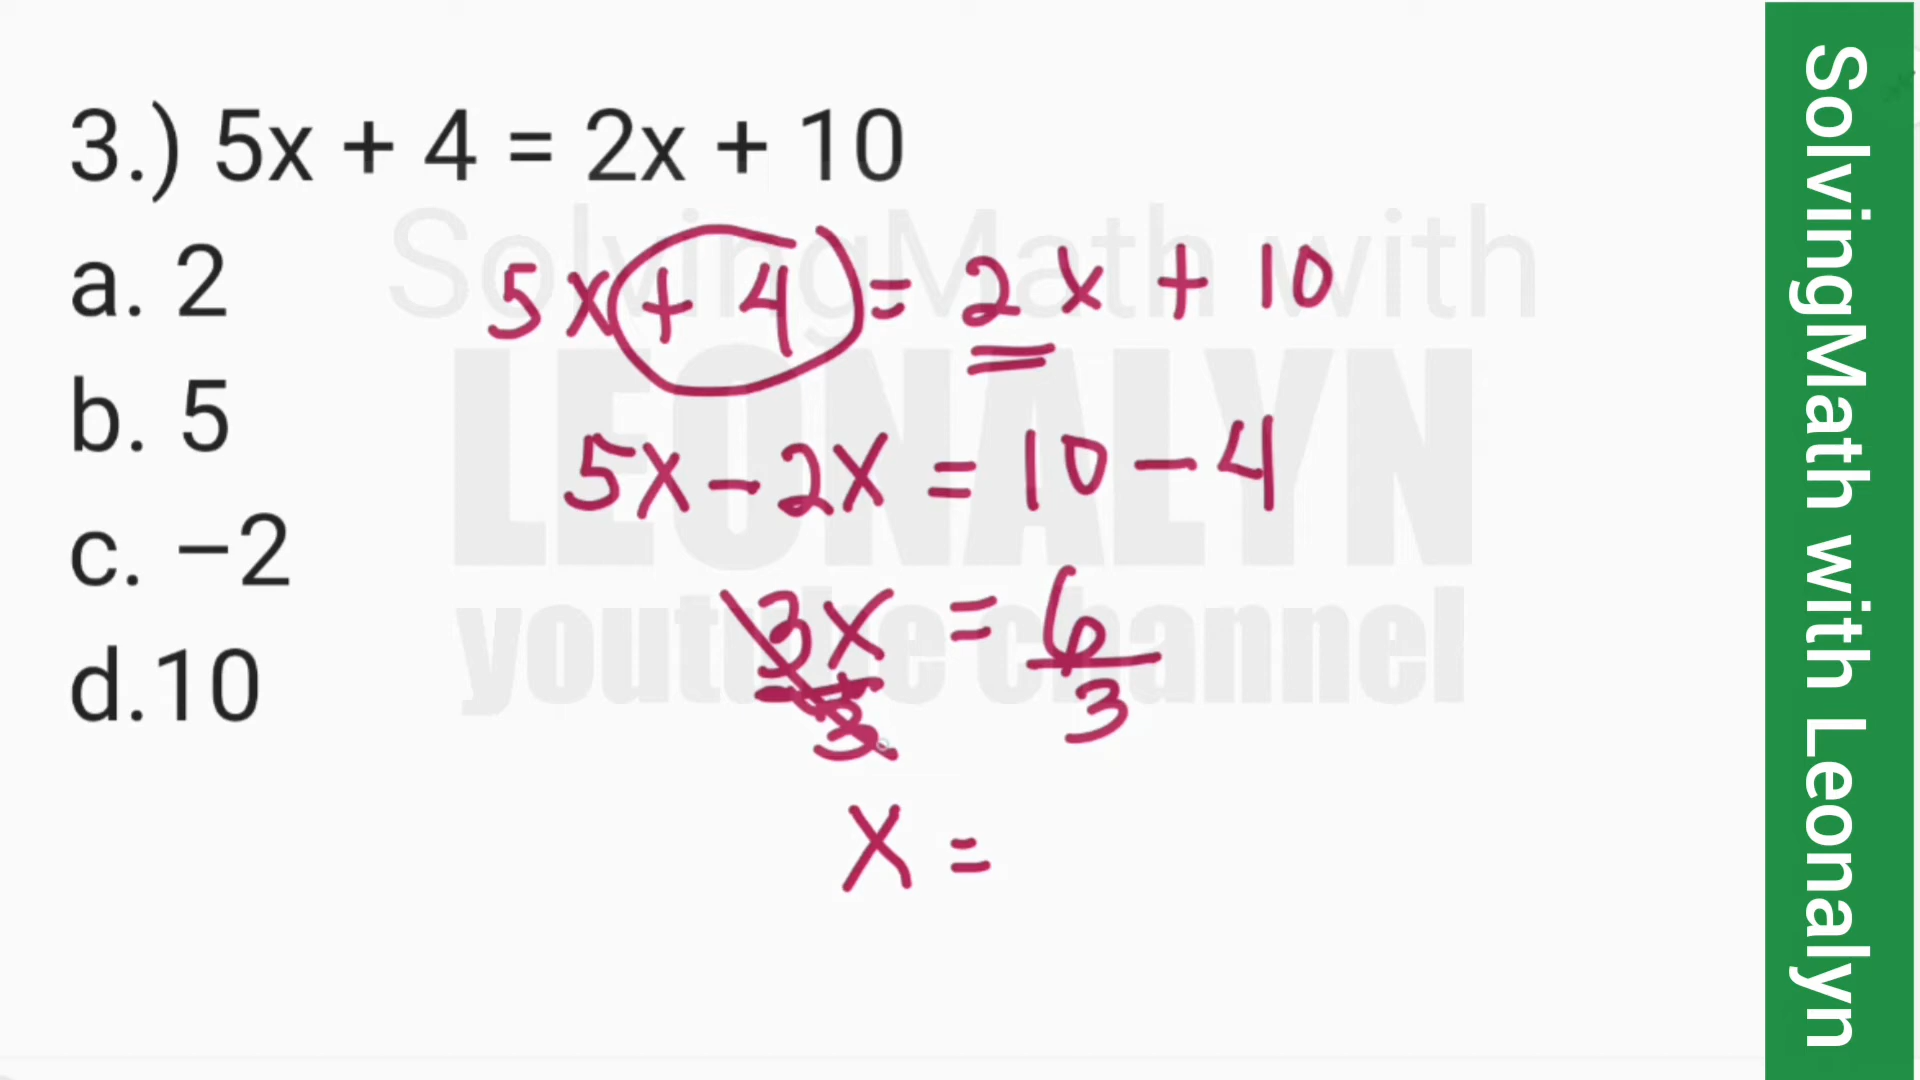 3.) 5x + 4 = 2x + 10
a. 2
b. 5
c. –2
d.10
5x + 4 = 2x + 10
5x - 2x = 10 - 4
3x/3 = 6/3
x =
SolvingMath with
LEONALYN
youtube channel
SolvingMath with Leonalyn